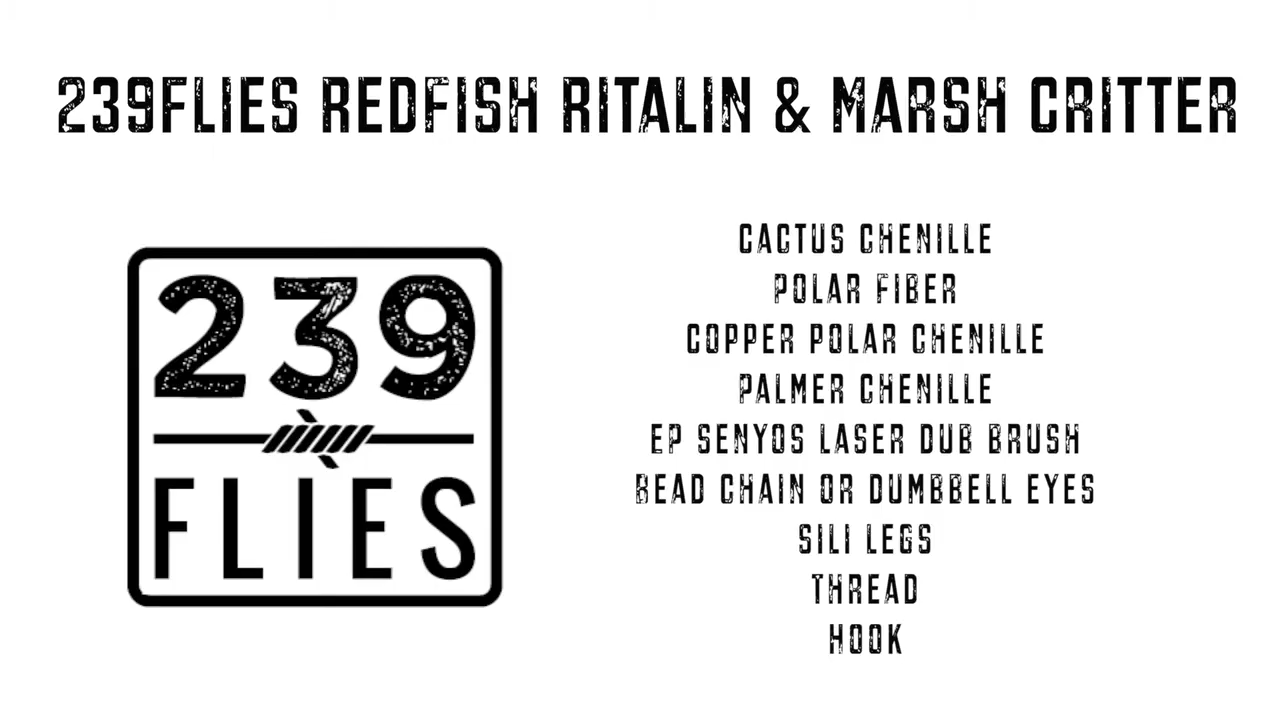 239FLIES REDFISH RITALIN & MARSH CRITTER
239
FLIES
CACTUS CHENILLE
POLAR FIBER
COPPER POLAR CHENILLE
PALMER CHENILLE
EP SENYOS LASER DUB BRUSH
BEAD CHAIN OR DUMBBELL EYES
SILI LEGS
THREAD
HOOK